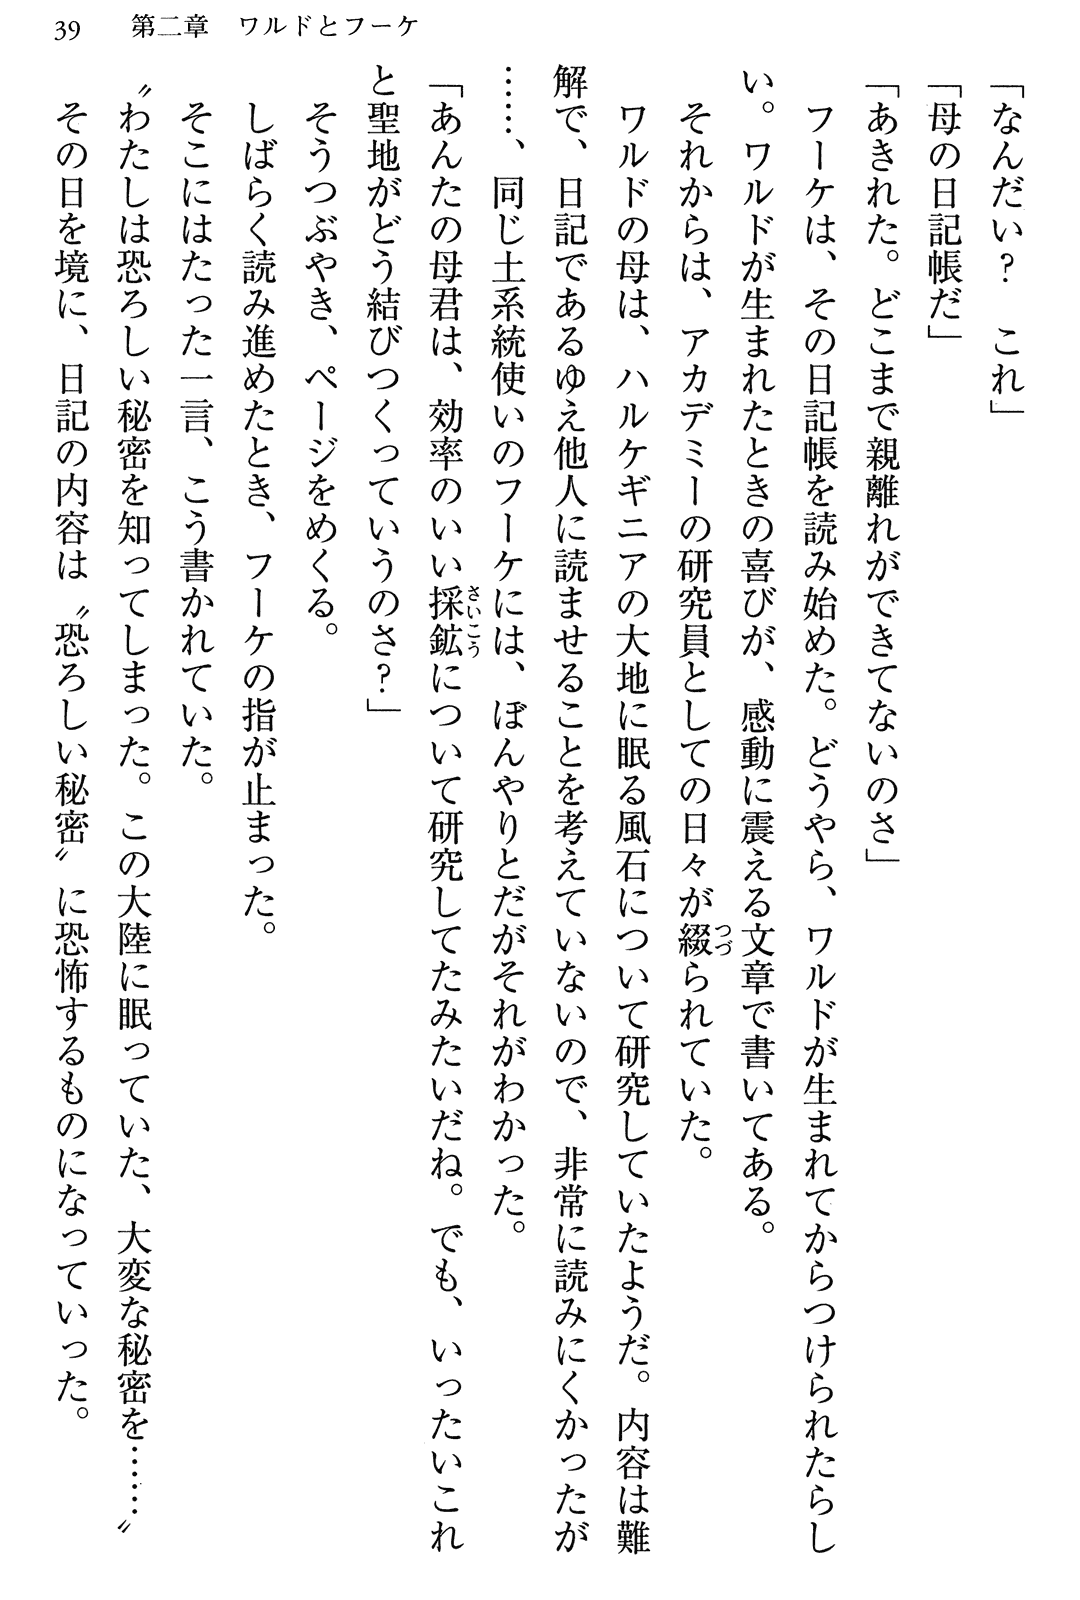 39　第二章　ワルドとフーケ
「なんだい？　これ」
「母の日記帳だ」
「あきれた。どこまで親離れができてないのさ」
フーケは、その日記帳を読み始めた。どうやら、ワルドが生まれてからつけられたらし
い。ワルドが生まれたときの喜びが、感動に震える文章で書いてある。
それからは、アカデミーの研究員としての日々が綴られていた。
ワルドの母は、ハルケギニアの大地に眠る風石について研究していたようだ。内容は難
解で、日記であるゆえ他人に読ませることを考えていないので、非常に読みにくかったが
……、同じ土系統使いのフーケには、ぼんやりとだがそれがわかった。
「あんたの母君は、効率のいい採鉱について研究してたみたいだね。でも、いったいこれ
と聖地がどう結びつくっていうのさ？」
そうつぶやき、ページをめくる。
しばらく読み進めたとき、フーケの指が止まった。
そこにはたった一言、こう書かれていた。
〝わたしは恐ろしい秘密を知ってしまった。この大陸に眠っていた、大変な秘密を……〟
その日を境に、日記の内容は〝恐ろしい秘密〟に恐怖するものになっていった。
さいこう
つづ